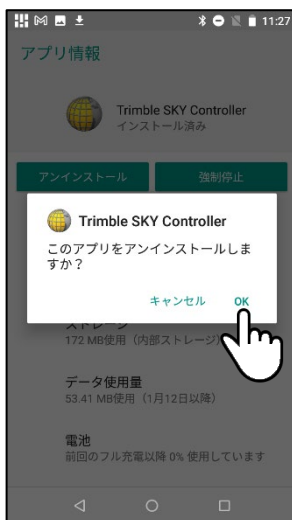 11:27
アプリ情報
Trimble SKY Controller
インストール済み
アンインストール
強制停止
Trimble SKY Controller
このアプリをアンインストールしま
すか？
キャンセル
OK
ストレージ
172 MB使用（内部ストレージ）
データ使用量
53.41 MB使用（1月12日以降）
電池
前回のフル充電以降 0% 使用しています